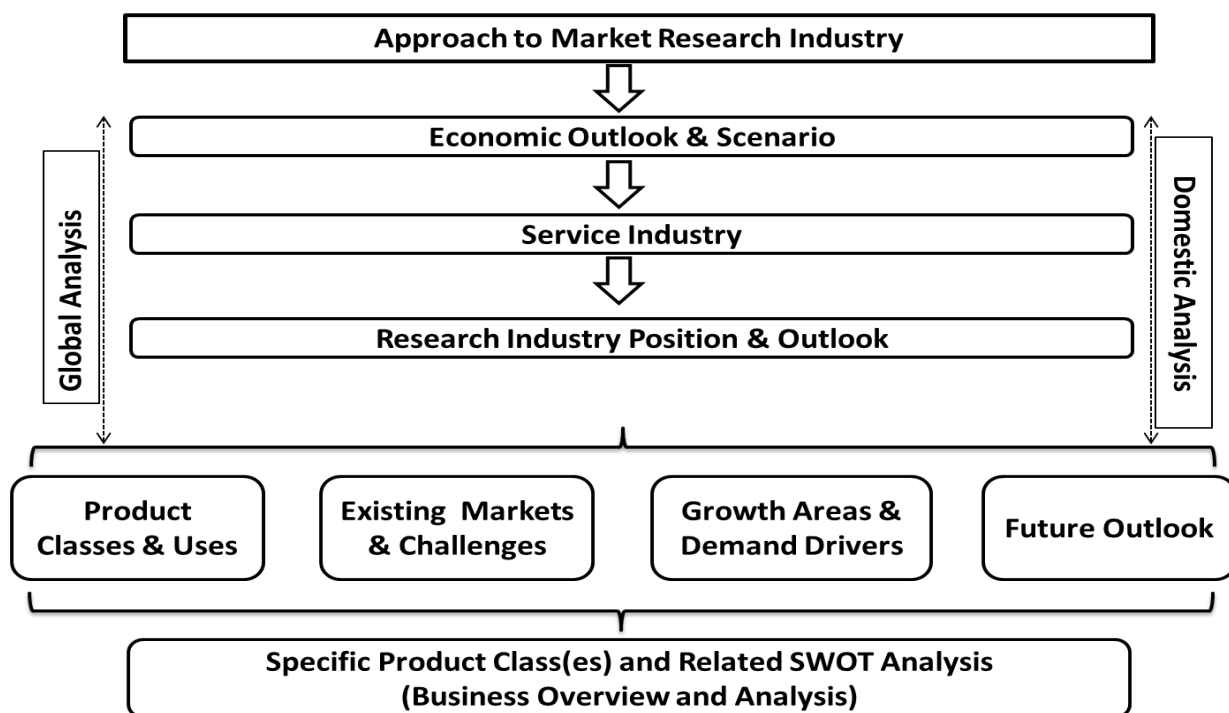 Approach to Market Research Industry
Economic Outlook & Scenario
Service Industry
Research Industry Position & Outlook
Global Analysis
Domestic Analysis
Product
Classes & Uses
Existing Markets
& Challenges
Growth Areas &
Demand Drivers
Future Outlook
Specific Product Class(es) and Related SWOT Analysis
(Business Overview and Analysis)